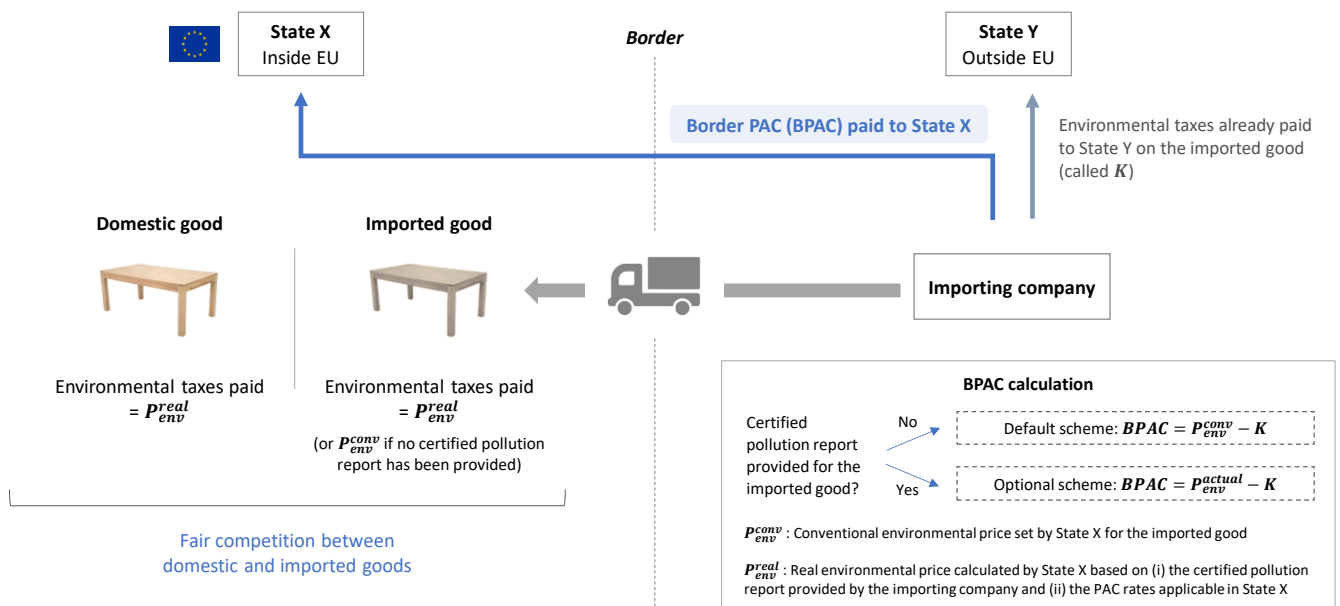 State X
Inside EU
Border
State Y
Outside EU
Border PAC (BPAC) paid to State X
Environmental taxes already paid
to State Y on the imported good
(called K)
Domestic good
Imported good
Importing company
Environmental taxes paid
= P_env^real
Environmental taxes paid
= P_env^real
(or P_env^conv if no certified pollution
report has been provided)
Fair competition between
domestic and imported goods
BPAC calculation
Certified
pollution report
provided for the
imported good?
No
Yes
Default scheme: BPAC = P_env^conv − K
Optional scheme: BPAC = P_env^actual − K
P_env^conv : Conventional environmental price set by State X for the imported good
P_env^real : Real environmental price calculated by State X based on (i) the certified pollution
report provided by the importing company and (ii) the PAC rates applicable in State X